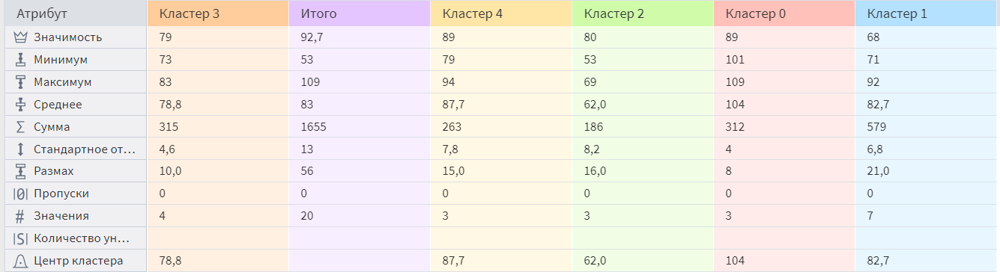 Атрибут Кластер 3 Итого Кластер 4 Кластер 2 Кластер 0 Кластер 1
Значимость 79 92,7 89 80 89 68
Минимум 73 53 79 53 101 71
Максимум 83 109 94 69 109 92
Среднее 78,8 83 87,7 62,0 104 82,7
Σ Сумма 315 1655 263 186 312 579
Стандартное от... 4,6 13 7,8 8,2 4 6,8
Размах 10,0 56 15,0 16,0 8 21,0
|0| Пропуски 0 0 0 0 0 0
# Значения 4 20 3 3 3 7
|S| Количество ун...
Центр кластера 78,8 87,7 62,0 104 82,7